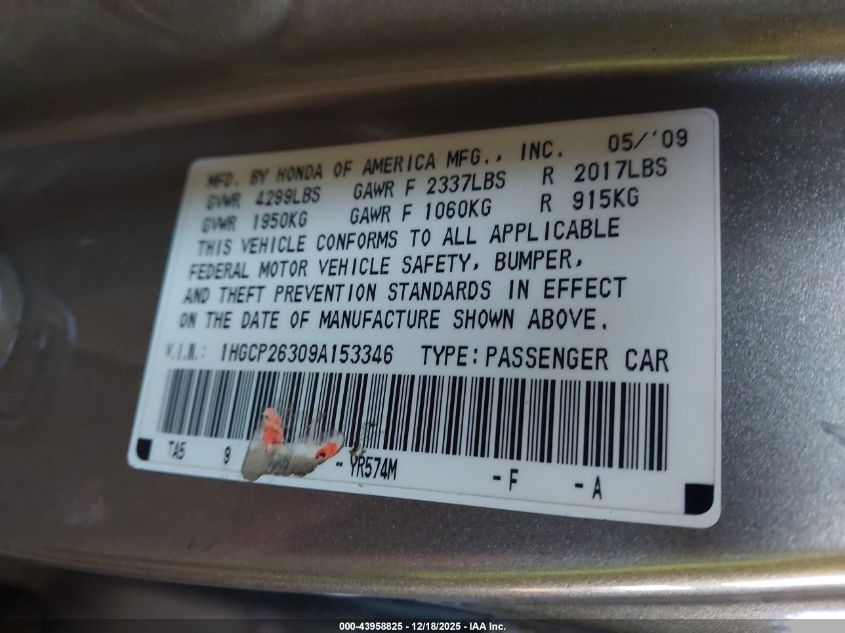 MFD. BY HONDA OF AMERICA MFG., INC. 05/'09
GVWR 4299LBS GAWR F 2337LBS R 2017LBS
GVWR 1950KG GAWR F 1060KG R 915KG
THIS VEHICLE CONFORMS TO ALL APPLICABLE
FEDERAL MOTOR VEHICLE SAFETY, BUMPER,
AND THEFT PREVENTION STANDARDS IN EFFECT
ON THE DATE OF MANUFACTURE SHOWN ABOVE.
V.I.N.: 1HGCP26309A153346 TYPE:PASSENGER CAR
TA5 9 - YR574M - F - A
000-43958825 - 12/18/2025 - IAA Inc.